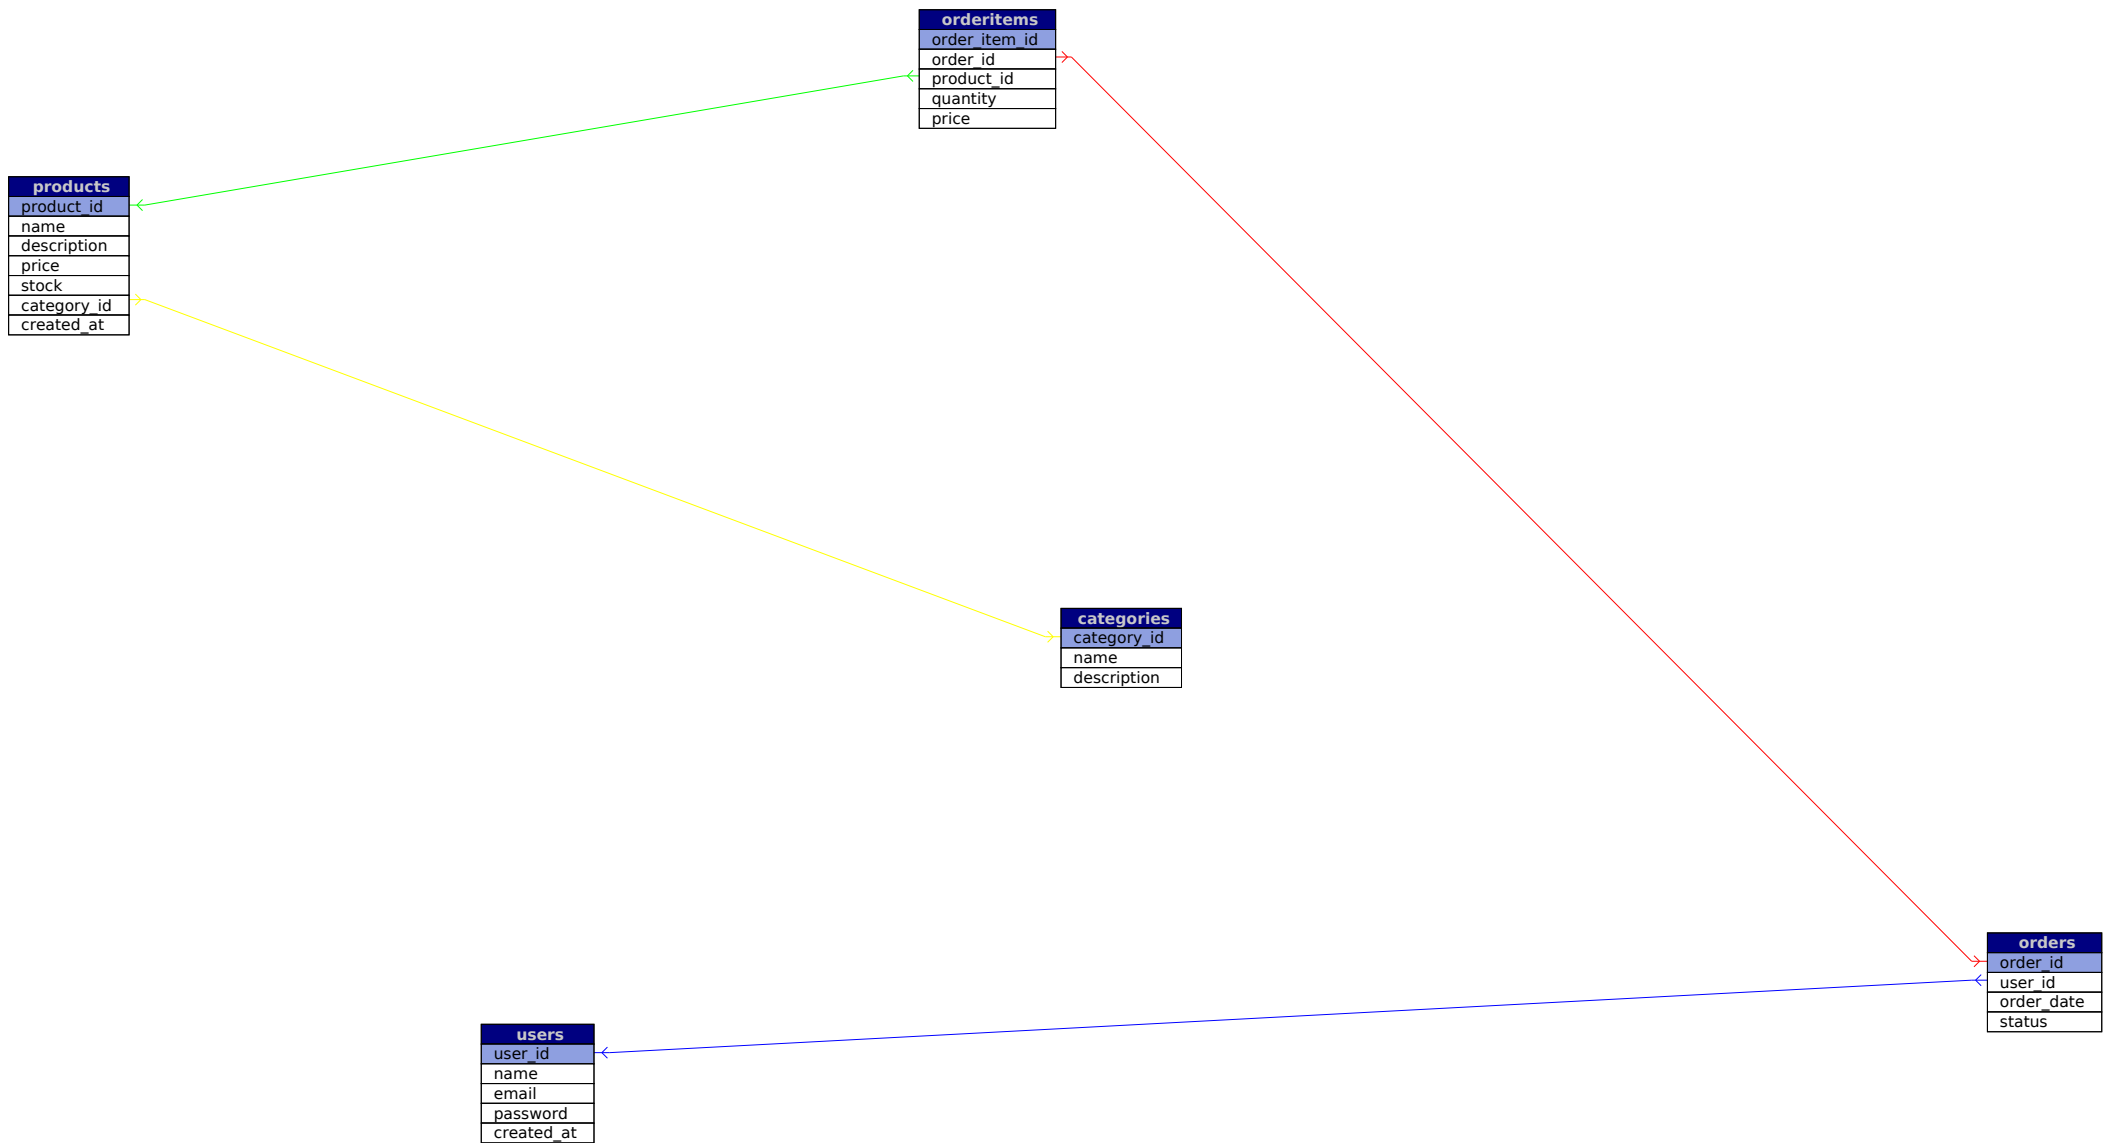 orderitems
order_item_id
order_id
product_id
quantity
price
products
product_id
name
description
price
stock
category_id
created_at
categories
category_id
name
description
orders
order_id
user_id
order_date
status
users
user_id
name
email
password
created_at